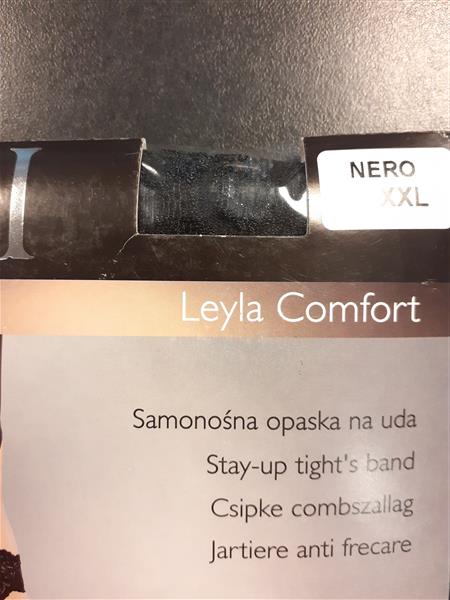 NERO
XXL
Leyla Comfort
Samonośna opaska na uda
Stay-up tight's band
Csipke combszallag
Jartiere anti frecare